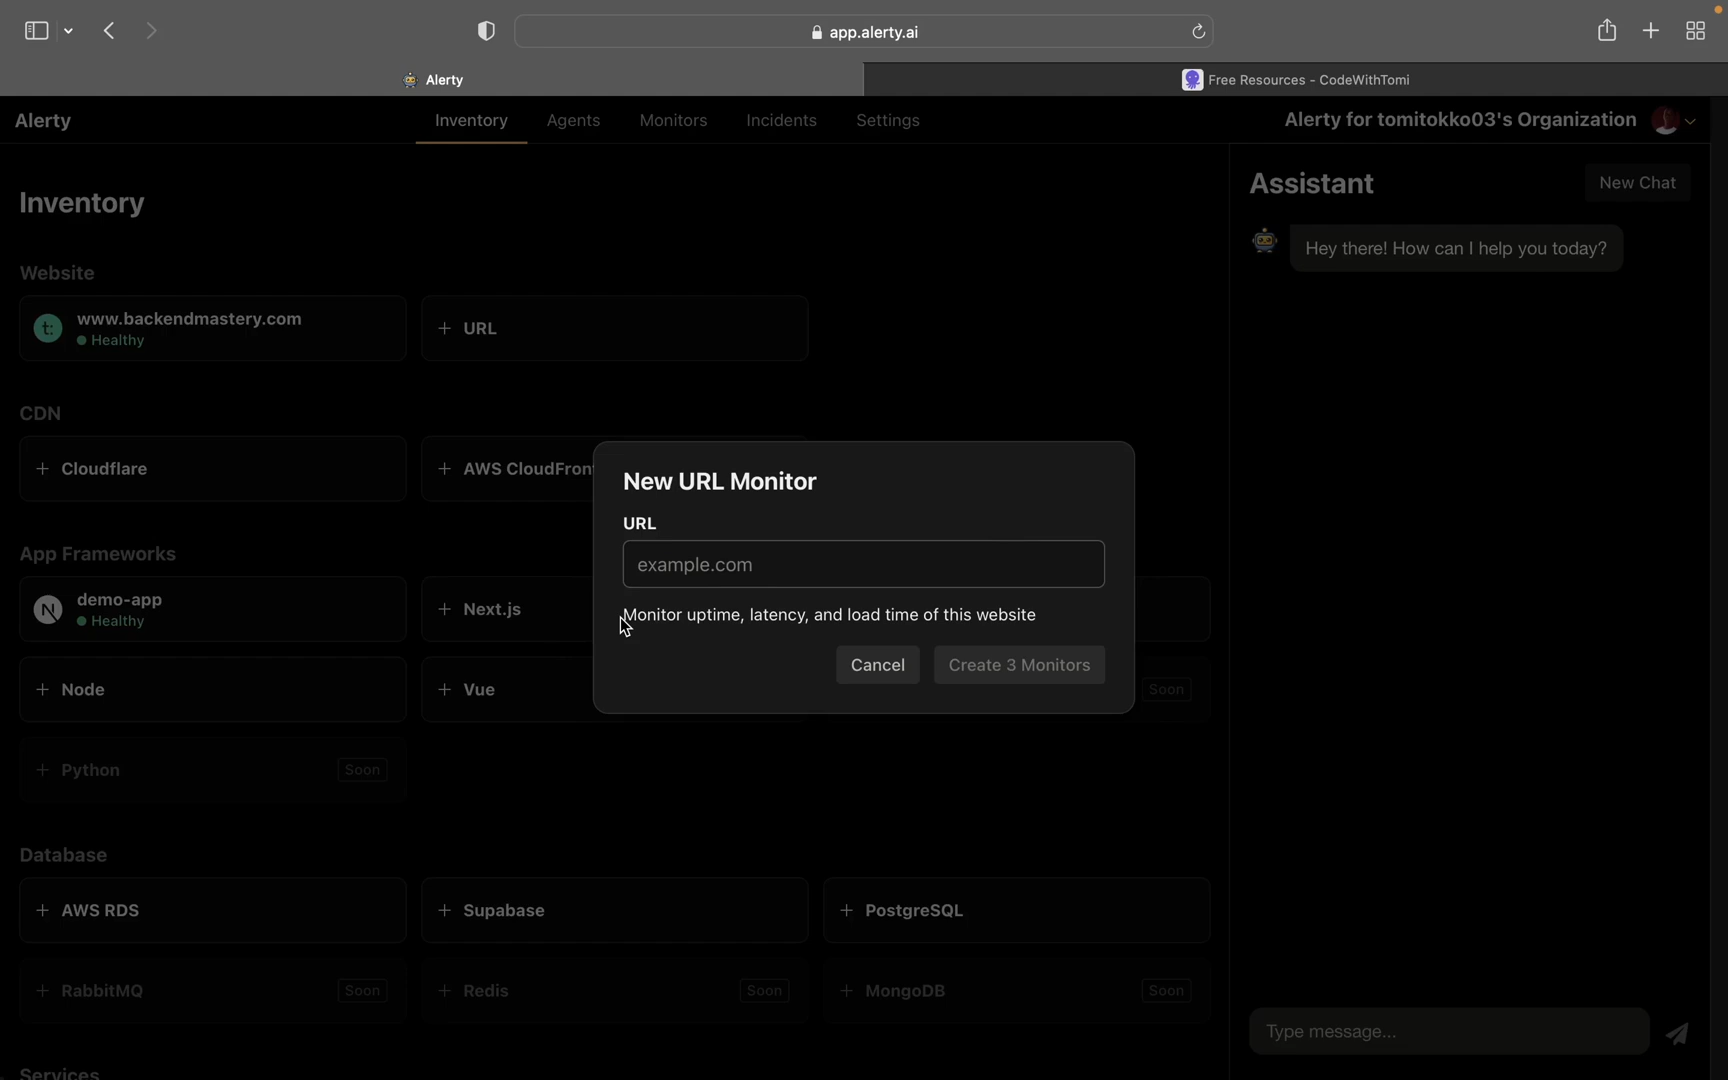 app.alerty.ai
Alerty
Free Resources - CodeWithTomi
Alerty
Inventory
Agents
Monitors
Incidents
Settings
Alerty for tomitokko03's Organization
Inventory
Website
t:
www.backendmastery.com
Healthy
+ URL
CDN
+ Cloudflare
+ AWS CloudFront
App Frameworks
N
demo-app
Healthy
+ Next.js
+ Node
+ Vue
Soon
+ Python
Soon
Database
+ AWS RDS
+ Supabase
+ PostgreSQL
+ RabbitMQ
Soon
+ Redis
Soon
+ MongoDB
Soon
Services
New URL Monitor
URL
example.com
Monitor uptime, latency, and load time of this website
Cancel
Create 3 Monitors
Assistant
New Chat
Hey there! How can I help you today?
Type message...